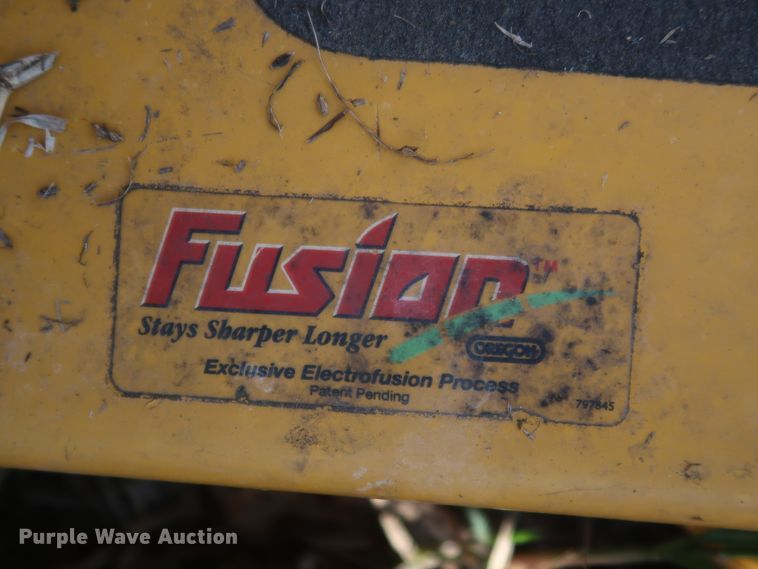 Fusion™
Stays Sharper Longer
OREGON
Exclusive Electrofusion Process
Patent Pending
797845
Purple Wave Auction